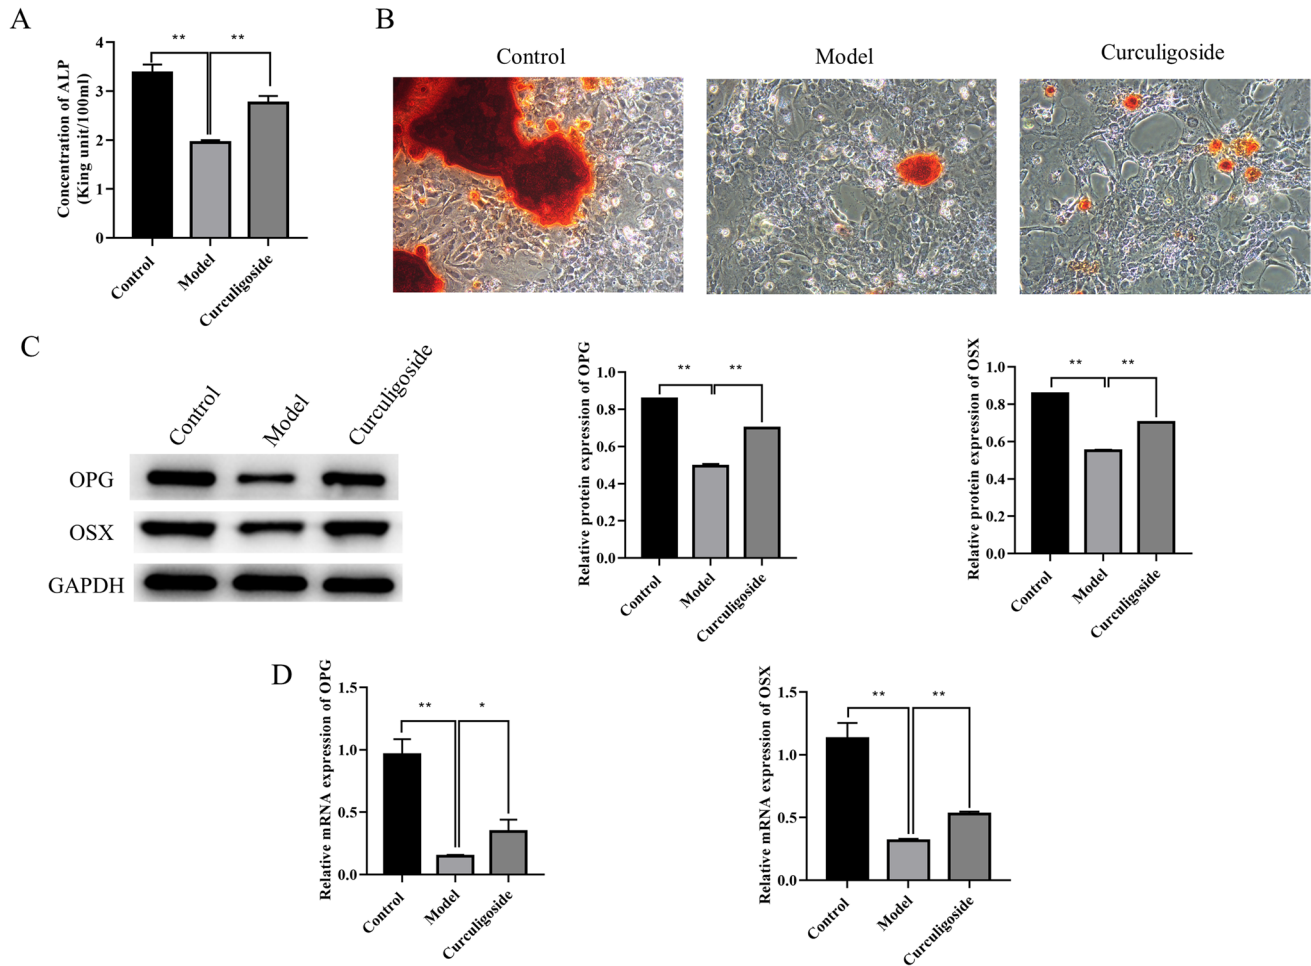 A
Concentration of ALP
(King unit/100ml)
4
3
2
1
0
**
**
Control
Model
Curculigoside
B
Control
Model
Curculigoside
C
Control
Model
Curculigoside
OPG
OSX
GAPDH
Relative protein expression of OPG
1.0
0.8
0.6
0.4
0.2
0.0
**
**
Control
Model
Curculigoside
Relative protein expression of OSX
1.0
0.8
0.6
0.4
0.2
0.0
**
**
Control
Model
Curculigoside
D
Relative mRNA expression of OPG
1.5
1.0
0.5
0.0
**
*
Control
Model
Curculigoside
Relative mRNA expression of OSX
1.5
1.0
0.5
0.0
**
**
Control
Model
Curculigoside